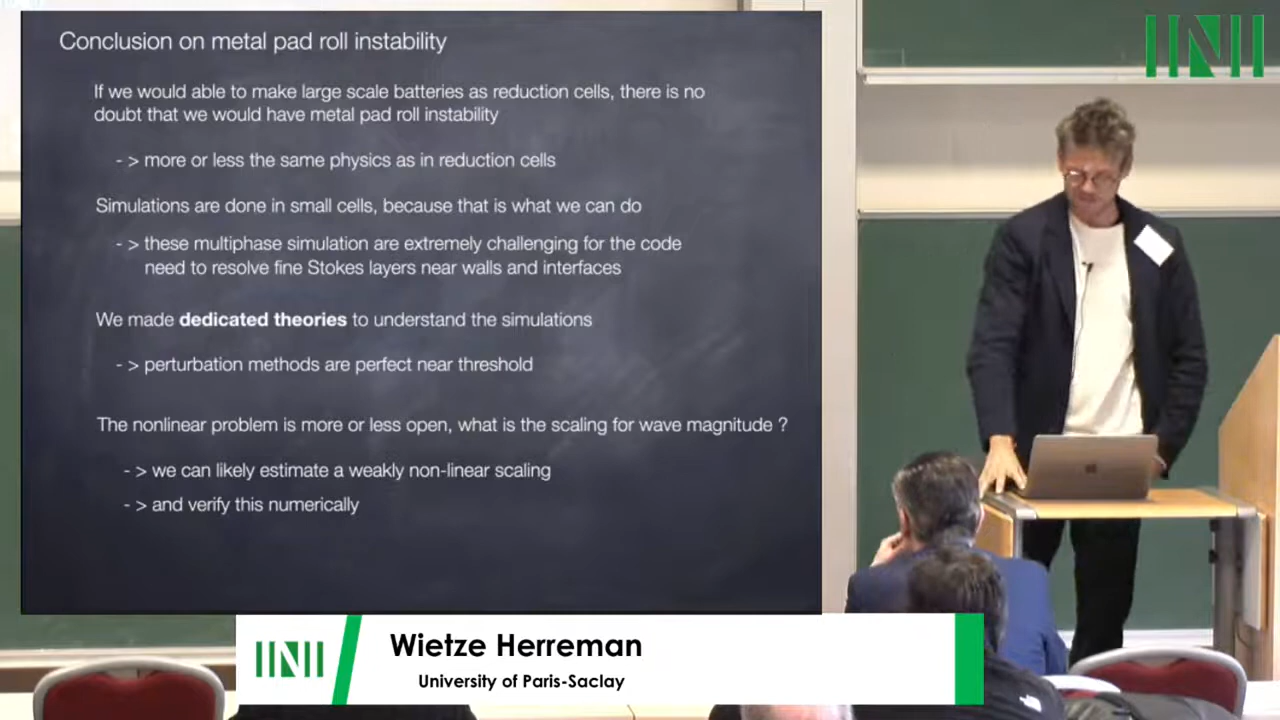 Conclusion on metal pad roll instability
If we would able to make large scale batteries as reduction cells, there is no
doubt that we would have metal pad roll instability
- > more or less the same physics as in reduction cells
Simulations are done in small cells, because that is what we can do
- > these multiphase simulation are extremely challenging for the code
need to resolve fine Stokes layers near walls and interfaces
We made dedicated theories to understand the simulations
- > perturbation methods are perfect near threshold
The nonlinear problem is more or less open, what is the scaling for wave magnitude ?
- > we can likely estimate a weakly non-linear scaling
- > and verify this numerically
Wietze Herreman
University of Paris-Saclay